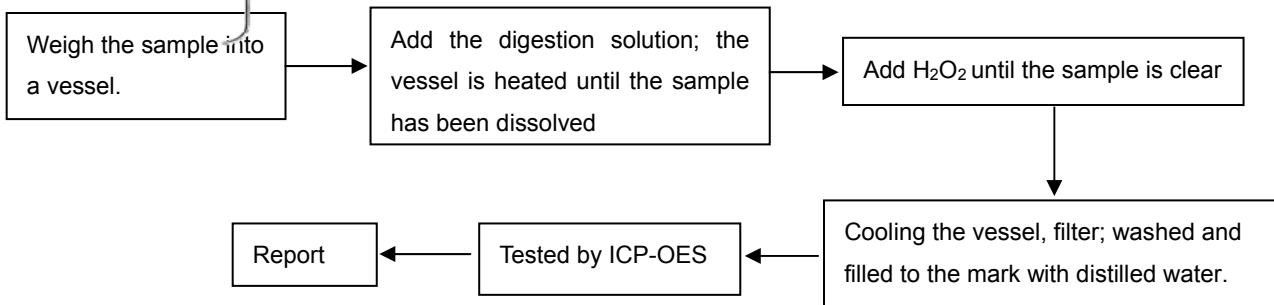 Weigh the sample into
a vessel.
Add the digestion solution; the
vessel is heated until the sample
has been dissolved
Add H₂O₂ until the sample is clear
Cooling the vessel, filter; washed and
filled to the mark with distilled water.
Tested by ICP-OES
Report